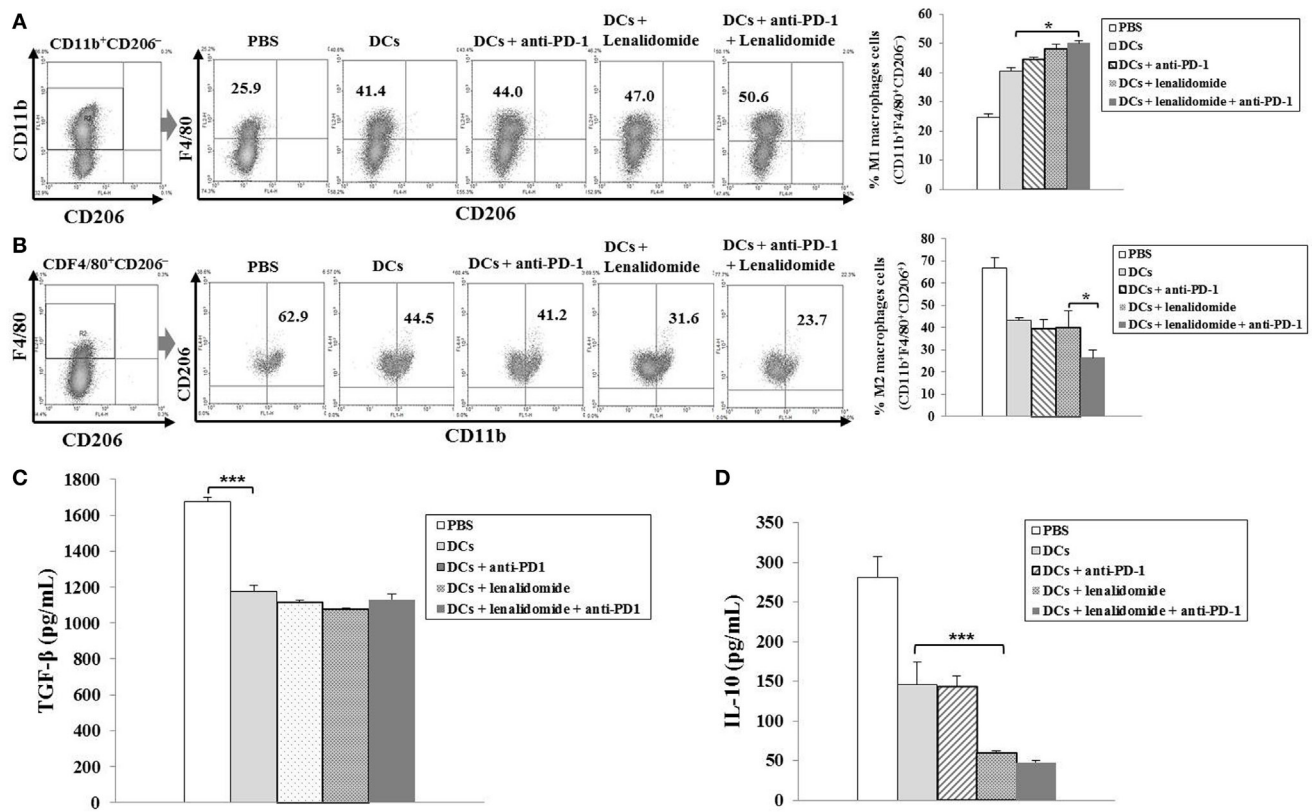 A
CD11b⁺CD206⁻
CD11b
CD206
PBS
DCs
DCs + anti-PD-1
DCs +
Lenalidomide
DCs + anti-PD-1
+ Lenalidomide
F4/80
25.9
41.4
44.0
47.0
50.6
CD206
% M1 macrophages cells
(CD11b⁺F4/80⁺CD206⁻)
60
50
40
30
20
10
0
*
PBS
DCs
DCs + anti-PD-1
DCs + lenalidomide
DCs + lenalidomide + anti-PD-1
B
CDF4/80⁺CD206⁻
F4/80
R2
CD206
PBS
DCs
DCs + anti-PD-1
DCs +
Lenalidomide
DCs + anti-PD-1
+ Lenalidomide
CD206
62.9
44.5
41.2
31.6
23.7
CD11b
% M2 macrophages cells
(CD11b⁺F4/80⁺CD206⁺)
80
70
60
50
40
30
20
10
0
*
PBS
DCs
DCs + anti-PD-1
DCs + lenalidomide
DCs + lenalidomide + anti-PD-1
C
TGF-β (pg/mL)
1800
1600
1400
1200
1000
800
600
400
200
0
***
PBS
DCs
DCs + anti-PD1
DCs + lenalidomide
DCs + lenalidomide + anti-PD1
D
IL-10 (pg/mL)
350
300
250
200
150
100
50
0
***
PBS
DCs
DCs + anti-PD-1
DCs + lenalidomide
DCs + lenalidomide + anti-PD-1